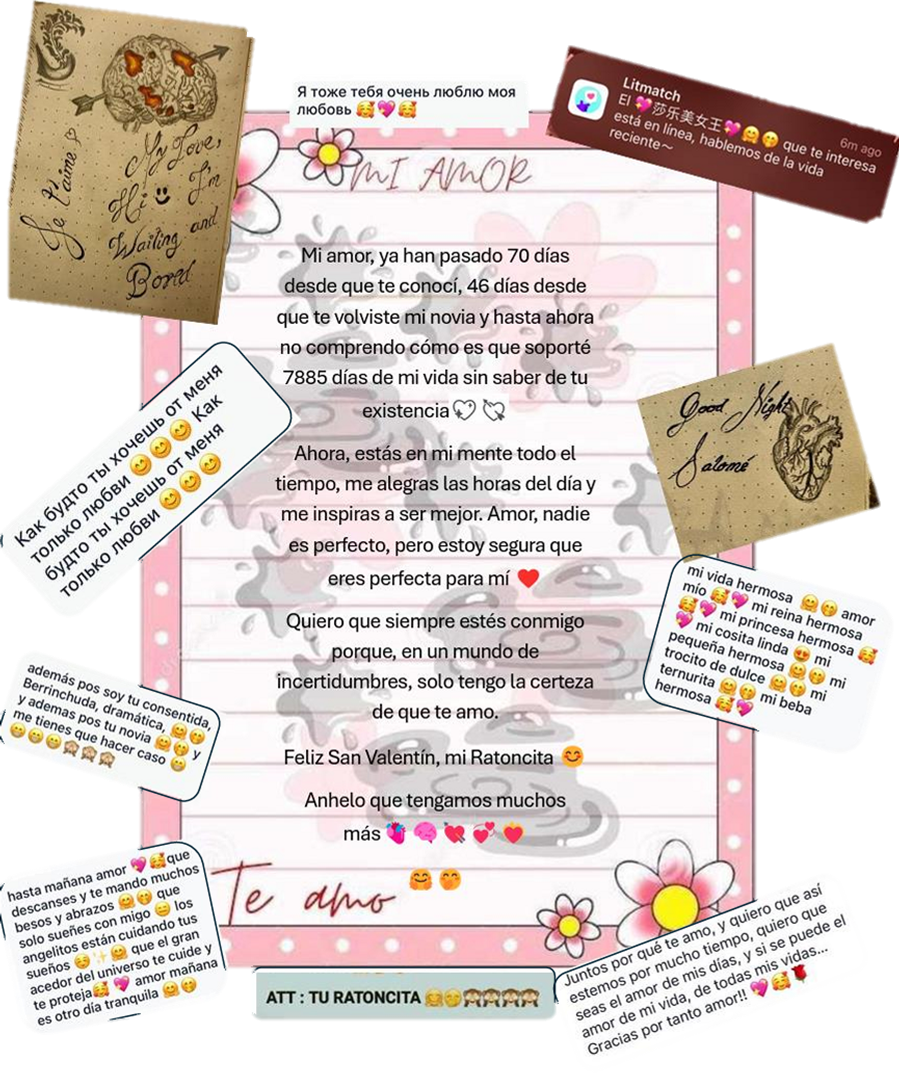 Je t'aime
My Love,
Hi I'm
Waiting and
Bored
Я тоже тебя очень люблю моя
любовь 🥰💖🥰
Litmatch
6m ago
El 💖莎乐美女王💖🤗🤭 que te interesa
está en línea, hablemos de la vida
reciente~
MI AMOR
Mi amor, ya han pasado 70 días
desde que te conocí, 46 días desde
que te volviste mi novia y hasta ahora
no comprendo cómo es que soporté
7885 días de mi vida sin saber de tu
existencia
Ahora, estás en mi mente todo el
tiempo, me alegras las horas del día y
me inspiras a ser mejor. Amor, nadie
es perfecto, pero estoy segura que
eres perfecta para mí ❤️
Quiero que siempre estés conmigo
porque, en un mundo de
incertidumbres, solo tengo la certeza
de que te amo.
Feliz San Valentín, mi Ratoncita 😊
Anhelo que tengamos muchos
más 🫀🧠💘💞❤️‍🔥
🤗🤭
Te amo
Как будто ты хочешь от меня
только любви 😊😊😊 Как
будто ты хочешь от меня
только любви 😊😊😊
Good Night
Salomé
mi vida hermosa 🤗🤭 amor
mío 🥰💖 mi reina hermosa
🥰💖 mi princesa hermosa 🥰
💖 mi cosita linda 😍 mi
pequeña hermosa 🤗🤭 mi
trocito de dulce 🤗🤭 mi
ternurita 🤗🤭 mi beba
hermosa 🥰💖
además pos soy tu consentida,
Berrinchuda, dramática, 🤗🤭
y ademas pos tu novia 🤗🤭 y
me tienes que hacer caso 😁
😁😁😁🙈🙈🙈
hasta mañana amor 💖🥰que
descanses y te mando muchos
besos y abrazos 🤗🤭 que
solo sueñes con migo 😑 los
angelitos están cuidando tus
sueños 😌✨🤗 que el gran
acedor del universo te cuide y
te proteja🥰💖 amor mañana
es otro día tranquila 🤗🤭
ATT : TU RATONCITA 🤗🤭🙈🙈🙈🙈
Juntos por qué te amo, y quiero que así
estemos por mucho tiempo, quiero que
seas el amor de mis días, y si se puede el
amor de mi vida, de todas mis vidas...
Gracias por tanto amor!! 💖🥰🌹